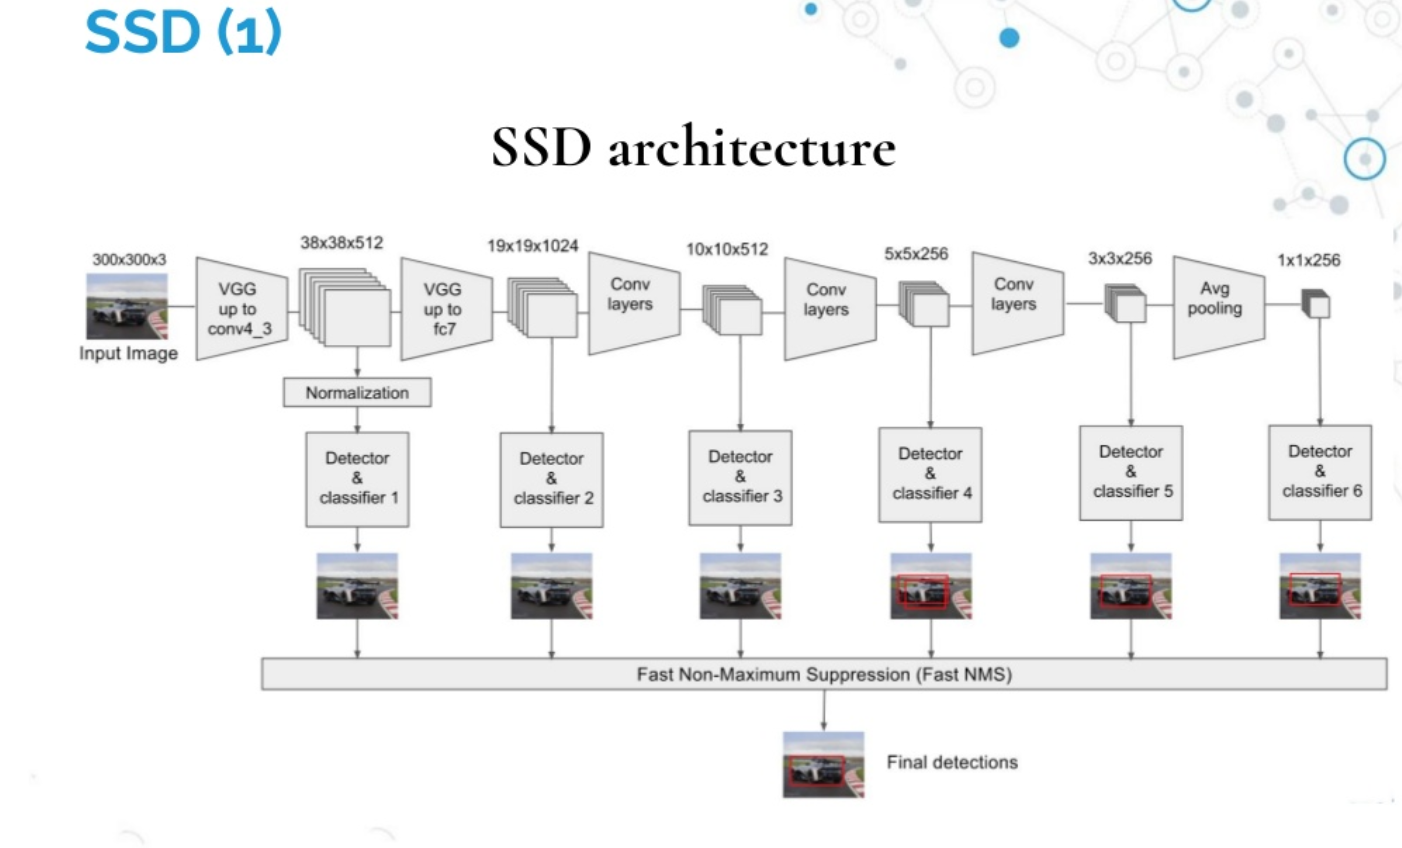 SSD (1)
SSD architecture
300x300x3
38x38x512
19x19x1024
10x10x512
5x5x256
3x3x256
1x1x256
Input Image
VGG
up to
conv4_3
VGG
up to
fc7
Conv
layers
Conv
layers
Conv
layers
Avg
pooling
Normalization
Detector
&
classifier 1
Detector
&
classifier 2
Detector
&
classifier 3
Detector
&
classifier 4
Detector
&
classifier 5
Detector
&
classifier 6
Fast Non-Maximum Suppression (Fast NMS)
Final detections